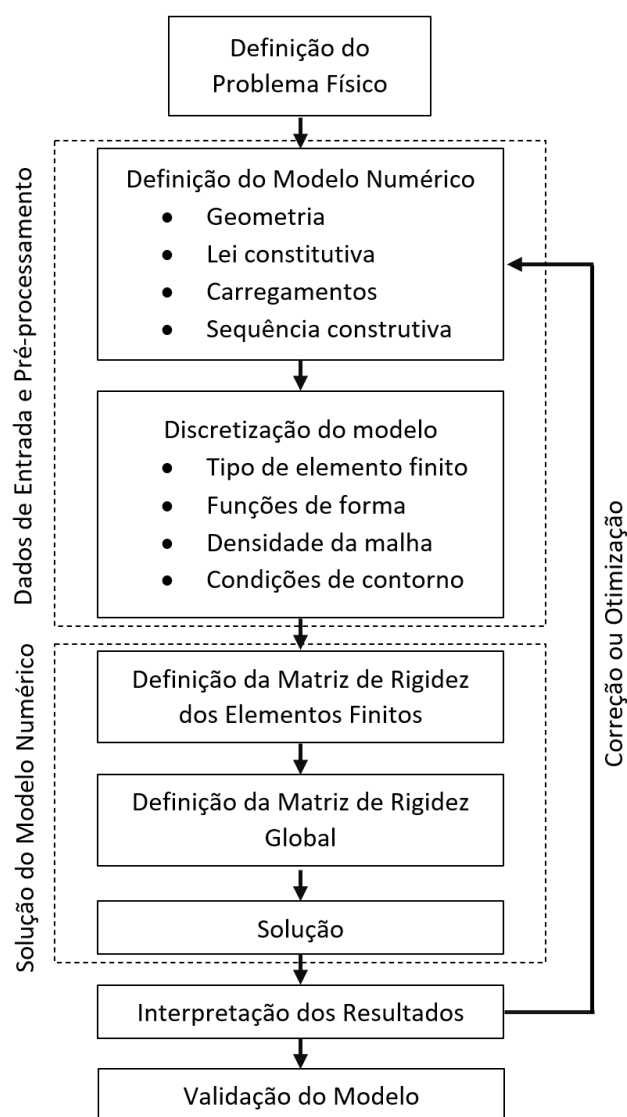 Definição do
Problema Físico
Dados de Entrada e Pré-processamento
Definição do Modelo Numérico
• Geometria
• Lei constitutiva
• Carregamentos
• Sequência construtiva
Discretização do modelo
• Tipo de elemento finito
• Funções de forma
• Densidade da malha
• Condições de contorno
Correção ou Otimização
Solução do Modelo Numérico
Definição da Matriz de Rigidez
dos Elementos Finitos
Definição da Matriz de Rigidez
Global
Solução
Interpretação dos Resultados
Validação do Modelo